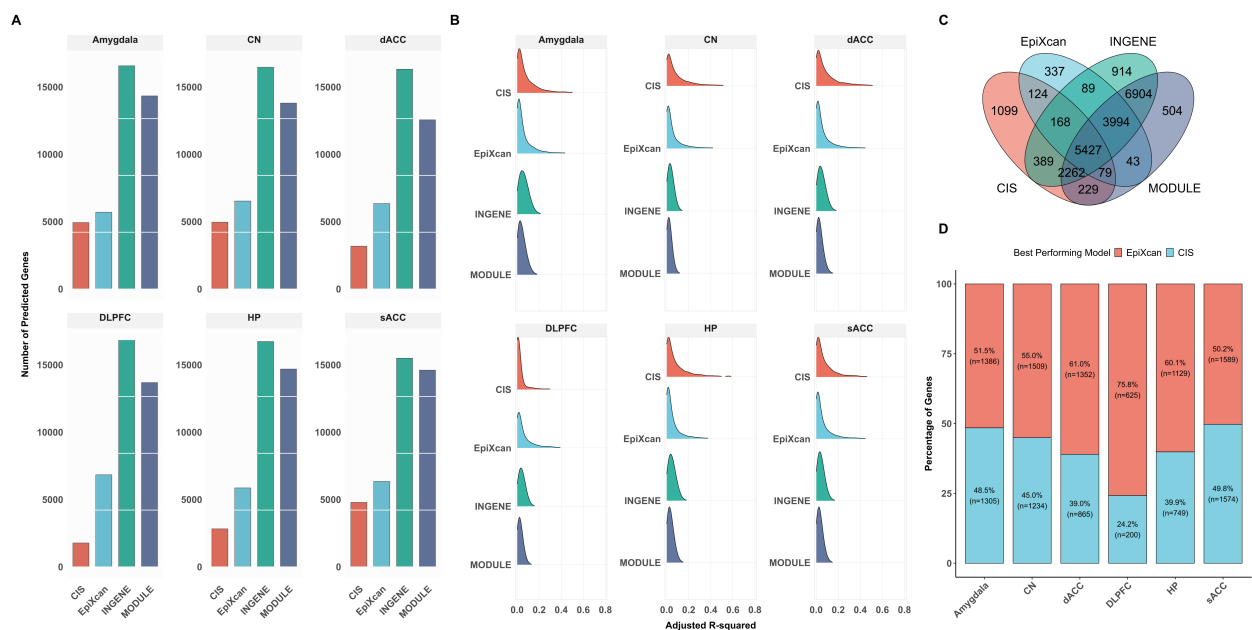 A
Amygdala
CN
dACC
15000
10000
5000
0
15000
10000
5000
0
15000
10000
5000
0
DLPFC
HP
sACC
15000
10000
5000
0
15000
10000
5000
0
15000
10000
5000
0
Number of Predicted Genes
CIS
EpiXcan
INGENE
MODULE
CIS
EpiXcan
INGENE
MODULE
CIS
EpiXcan
INGENE
MODULE
B
Amygdala
CN
dACC
CIS
EpiXcan
INGENE
MODULE
CIS
EpiXcan
INGENE
MODULE
CIS
EpiXcan
INGENE
MODULE
DLPFC
HP
sACC
CIS
EpiXcan
INGENE
MODULE
CIS
EpiXcan
INGENE
MODULE
CIS
EpiXcan
INGENE
MODULE
0.0 0.2 0.4 0.6 0.8
0.0 0.2 0.4 0.6 0.8
0.0 0.2 0.4 0.6 0.8
Adjusted R-squared
C
EpiXcan INGENE
337 914
124 89 6904
1099 168 3994 504
5427
389 2262 79 43
229
CIS MODULE
D
Best Performing Model EpiXcan CIS
Percentage of Genes
100
75
50
25
0
51.5%
(n=1386)
48.5%
(n=1305)
55.0%
(n=1509)
45.0%
(n=1234)
61.0%
(n=1352)
39.0%
(n=865)
75.8%
(n=625)
24.2%
(n=200)
60.1%
(n=1129)
39.9%
(n=749)
50.2%
(n=1589)
49.8%
(n=1574)
Amygdala
CN
dACC
DLPFC
HP
sACC